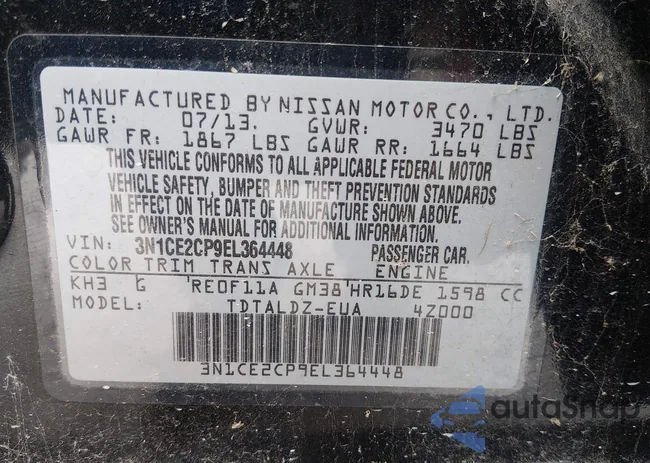 MANUFACTURED BY NISSAN MOTOR CO., LTD.
DATE: 07/13. GVWR: 3470 LBS
GAWR FR: 1867 LBS GAWR RR: 1664 LBS
THIS VEHICLE CONFORMS TO ALL APPLICABLE FEDERAL MOTOR
VEHICLE SAFETY, BUMPER AND THEFT PREVENTION STANDARDS
IN EFFECT ON THE DATE OF MANUFACTURE SHOWN ABOVE.
SEE OWNER'S MANUAL FOR ADDITIONAL INFORMATION.
VIN: 3N1CE2CP9EL364448 PASSENGER CAR.
COLOR TRIM TRANS AXLE ENGINE
KH3 G RE0F11A GM38 HR16DE 1598 CC
MODEL: TDTALDZ-EUA 4Z000
3N1CE2CP9EL364448
autoSnap